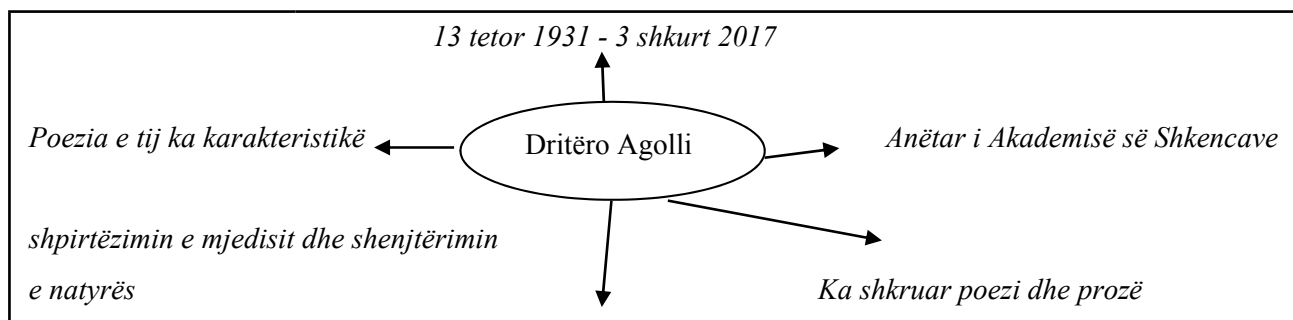 13 tetor 1931 - 3 shkurt 2017
Poezia e tij ka karakteristikë
Dritëro Agolli
Anëtar i Akademisë së Shkencave
shpirtëzimin e mjedisit dhe shenjtërimin
e natyrës
Ka shkruar poezi dhe prozë